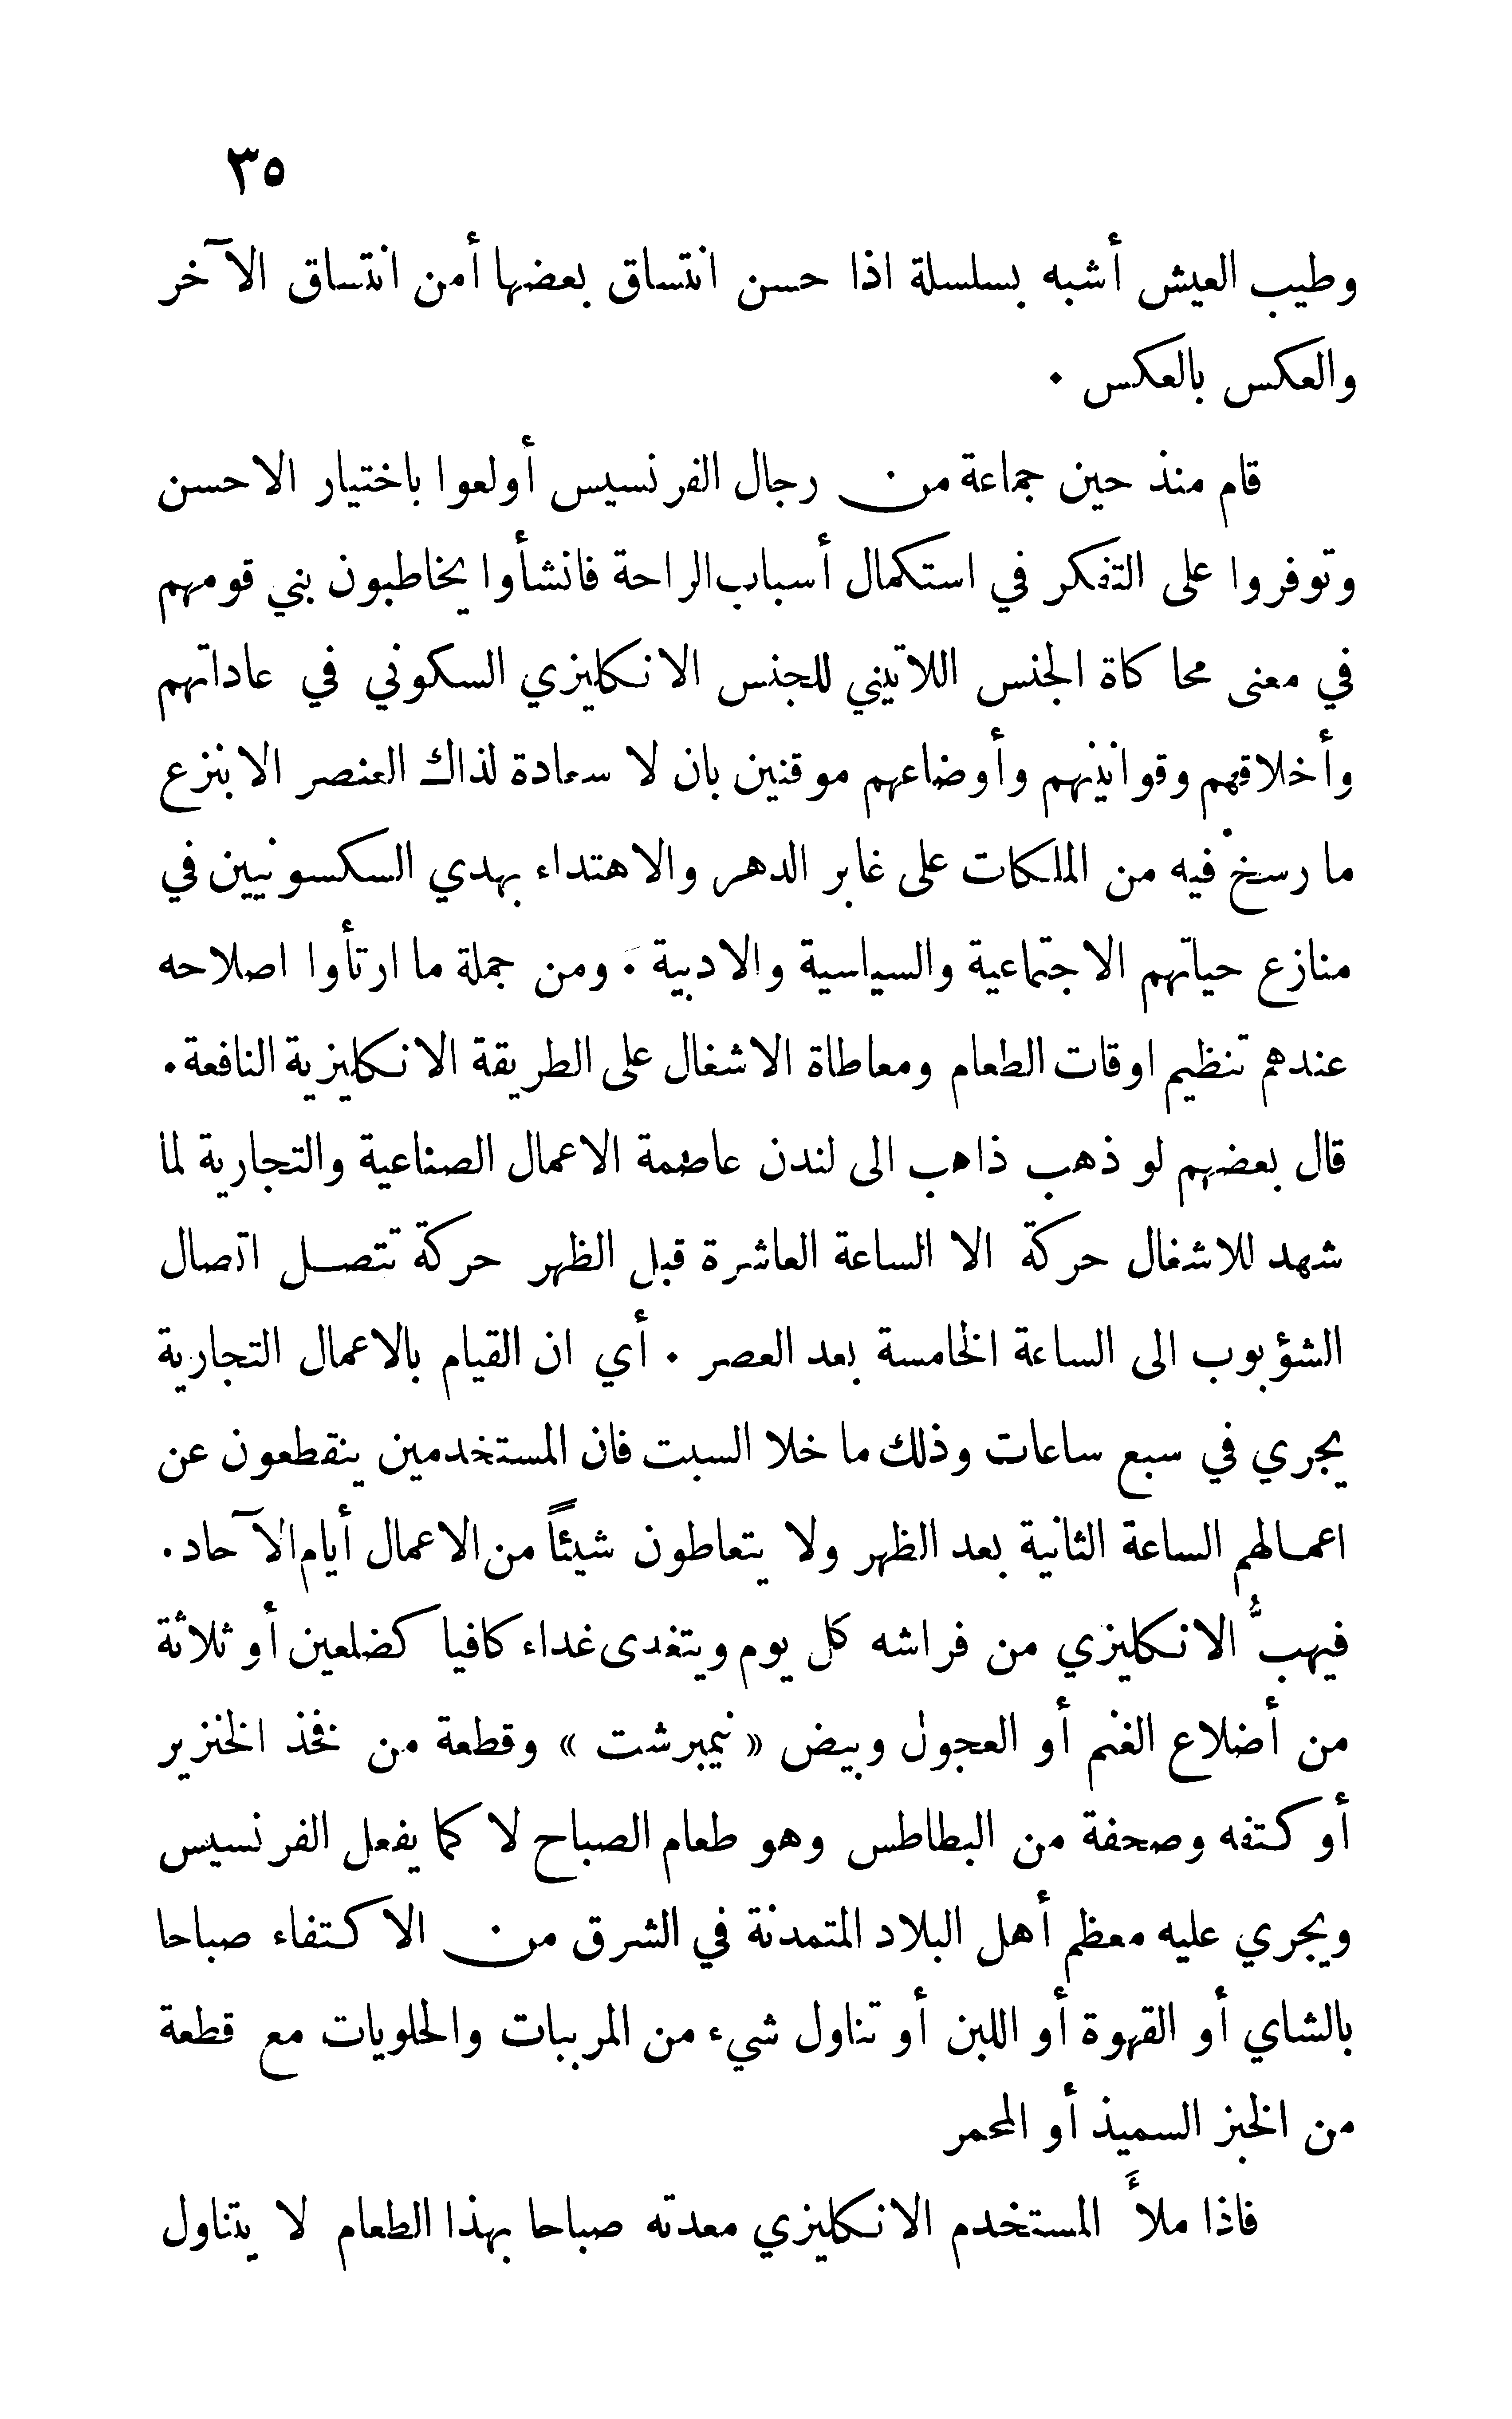 ٣٥
وطيب العيش أشبه بسلسلة اذا حسن انتساق بعضها أمن انتساق الآخر
والعكس بالعكس ٠
قام منذ حين جماعة من رجال الفرنسيس أولعوا باختيار الاحسن
وتوفروا على التفكر في استكمال أسباب الراحة فانشأوا يخاطبون بني قومهم
في معنى محاكاة الجنس اللاتيني للجنس الانكليزي السكوني في عاداتهم
وأخلاقهم وقوانينهم وأوضاعهم موقنين بان لا سعادة لذاك العنصر الا بنزع
ما رسخ فيه من الملكات على غابر الدهر والاهتداء بهدي السكسونيين في
منازع حياتهم الاجتماعية والسياسية والادبية ٠ ومن جملة ما ارتأوا اصلاحه
عندهم تنظيم اوقات الطعام ومعاطاة الاشغال على الطريقة الانكليزية النافعة ٠
قال بعضهم لو ذهب ذاهب الى لندن عاصمة الاعمال الصناعية والتجارية لما
شهد للاشغال حركة الا الساعة العاشرة قبل الظهر حركة تتصل اتصال
الشؤبوب الى الساعة الخامسة بعد العصر ٠ أي ان القيام بالاعمال التجارية
يجري في سبع ساعات وذلك ما خلا السبت فان المستخدمين ينقطعون عن
اعمالهم الساعة الثانية بعد الظهر ولا يتعاطون شيئاً من الاعمال أيام الآحاد ٠
فيهبُّ الانكليزي من فراشه كل يوم ويتغدى غداء كافيا كضلعين أو ثلاثة
من أضلاع الغنم أو العجول وبيض « نيمبرشت » وقطعة من فخذ الخنزير
أو كتفه وصحفة من البطاطس وهو طعام الصباح لا كما يفعل الفرنسيس
ويجري عليه معظم أهل البلاد المتمدنة في الشرق من الاكتفاء صباحا
بالشاي أو القهوة أو اللبن أو تناول شيء من المربيات والحلويات مع قطعة
من الخبز السميذ أو المحمر
فاذا ملأَ المستخدم الانكليزي معدته صباحا بهذا الطعام لا يتناول